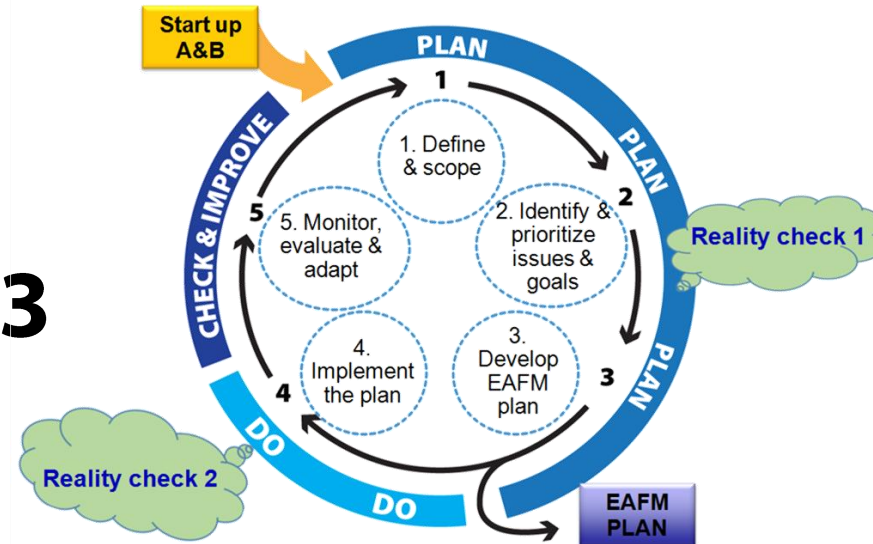 Start up
A&B
PLAN
1
1. Define
& scope
PLAN
2
2. Identify &
prioritize
issues &
goals
Reality check 1
CHECK & IMPROVE
5
5. Monitor,
evaluate &
adapt
3
3.
Develop
EAFM
plan
3
PLAN
4.
Implement
the plan
4
DO
DO
Reality check 2
EAFM
PLAN